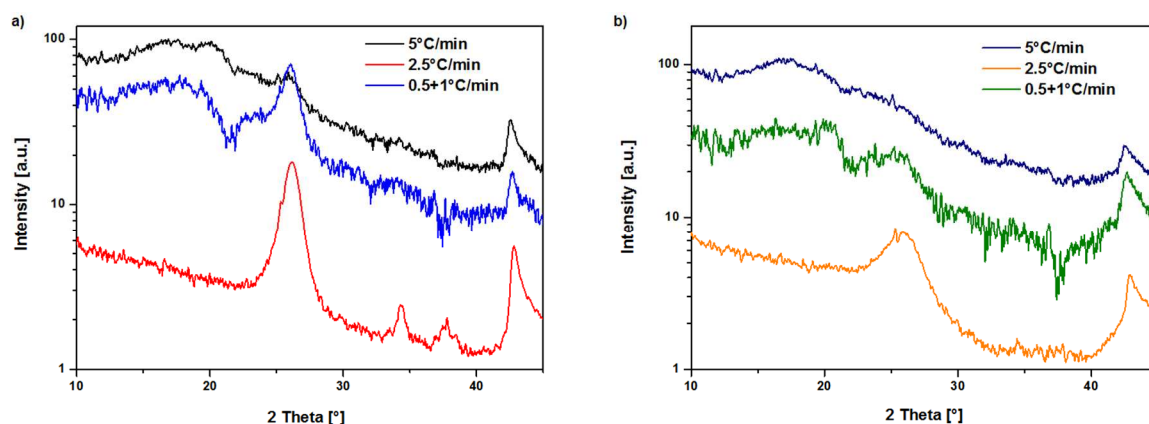 a)
5°C/min
2.5°C/min
0.5+1°C/min
Intensity [a.u.]
100
10
1
10 20 30 40
2 Theta [°]
b)
5°C/min
2.5°C/min
0.5+1°C/min
Intensity [a.u.]
100
10
1
10 20 30 40
2 Theta [°]